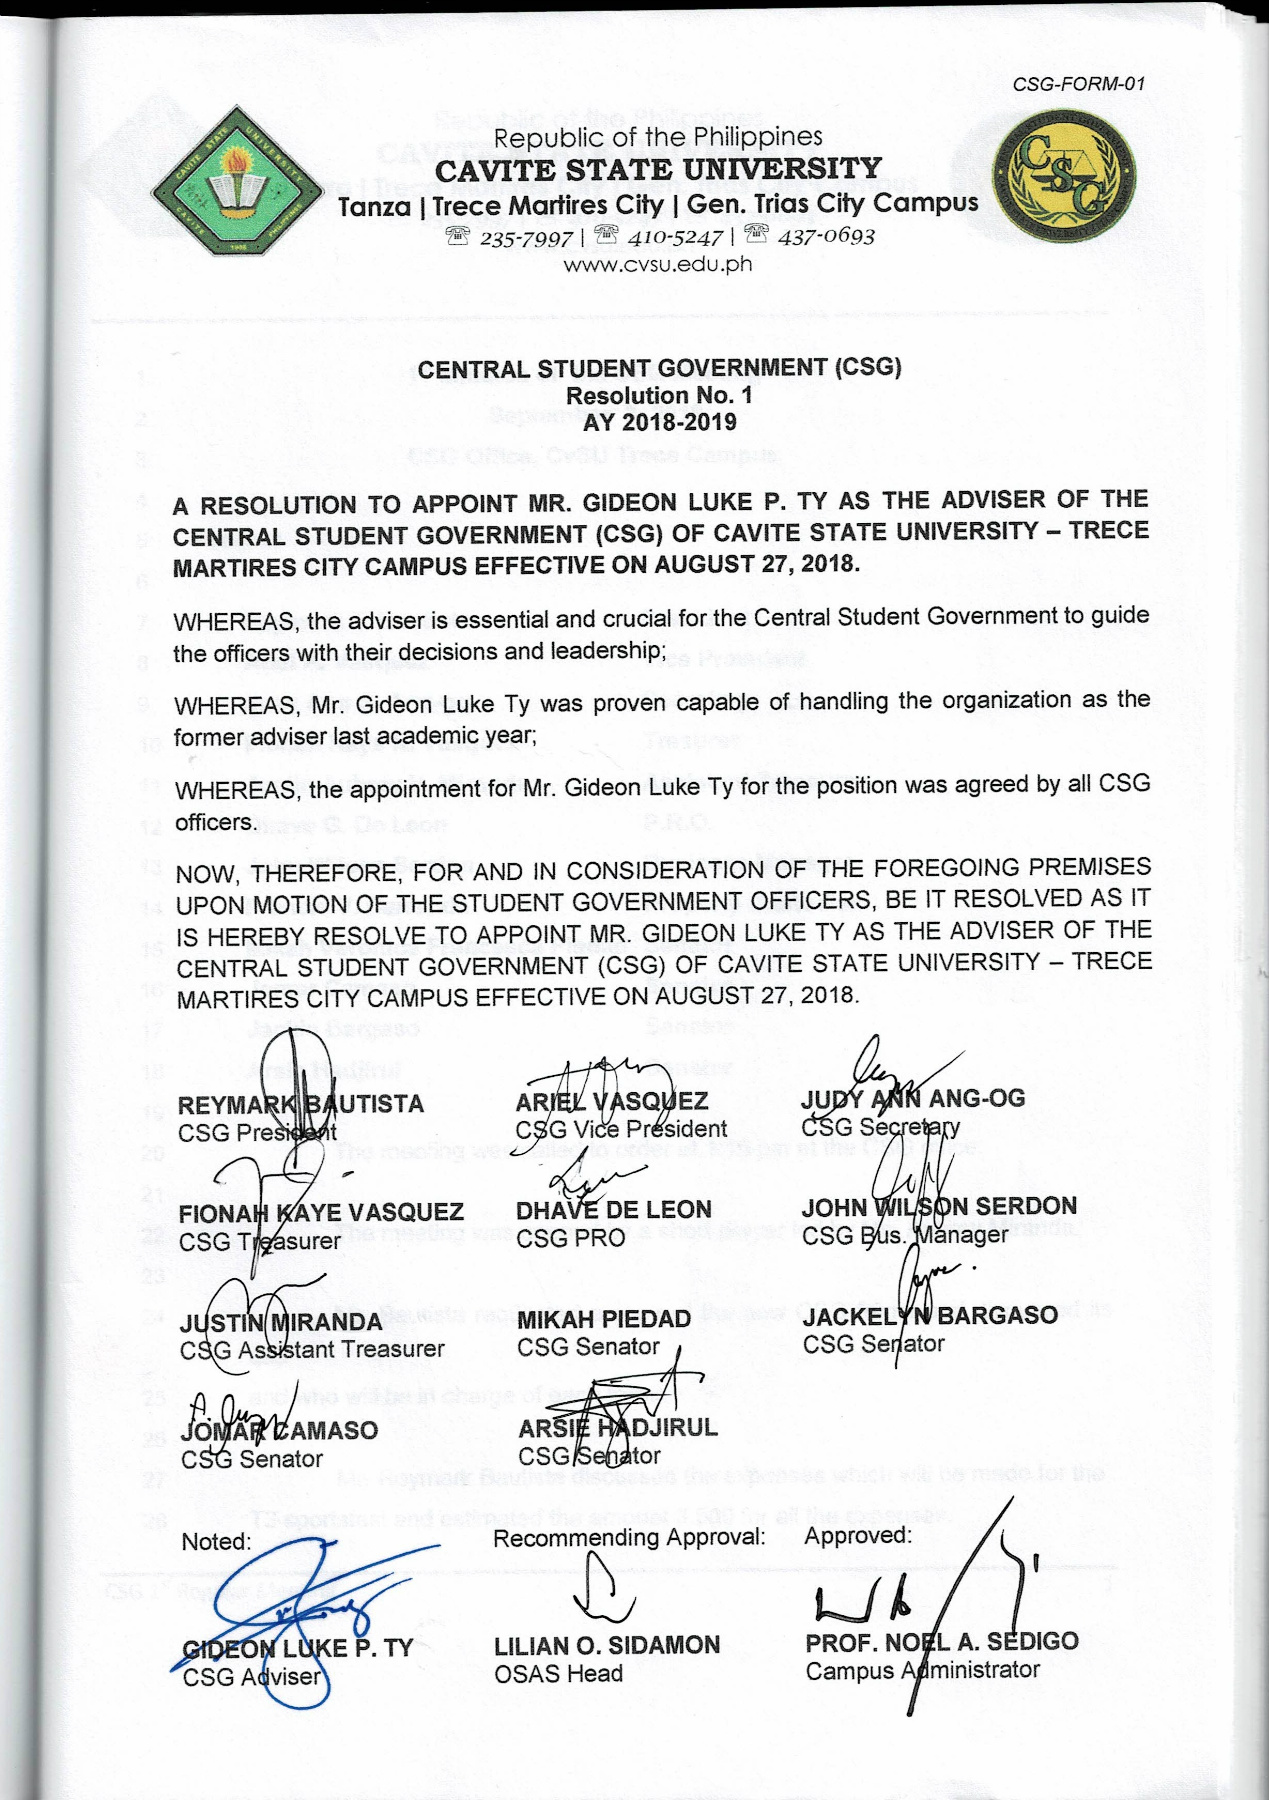 CSG-FORM-01
Republic of the Philippines
CAVITE STATE UNIVERSITY
Tanza | Trece Martires City | Gen. Trias City Campus
☏ 235-7997 | ☏ 410-5247 | ☏ 437-0693
www.cvsu.edu.ph
CAVITE STATE UNIVERSITY
CAVITE PHILIPPINES
1906
CSG
CENTRAL STUDENT GOVERNMENT (CSG)
Resolution No. 1
AY 2018-2019
A RESOLUTION TO APPOINT MR. GIDEON LUKE P. TY AS THE ADVISER OF THE
CENTRAL STUDENT GOVERNMENT (CSG) OF CAVITE STATE UNIVERSITY – TRECE
MARTIRES CITY CAMPUS EFFECTIVE ON AUGUST 27, 2018.
WHEREAS, the adviser is essential and crucial for the Central Student Government to guide
the officers with their decisions and leadership;
WHEREAS, Mr. Gideon Luke Ty was proven capable of handling the organization as the
former adviser last academic year;
WHEREAS, the appointment for Mr. Gideon Luke Ty for the position was agreed by all CSG
officers.
NOW, THEREFORE, FOR AND IN CONSIDERATION OF THE FOREGOING PREMISES
UPON MOTION OF THE STUDENT GOVERNMENT OFFICERS, BE IT RESOLVED AS IT
IS HEREBY RESOLVE TO APPOINT MR. GIDEON LUKE TY AS THE ADVISER OF THE
CENTRAL STUDENT GOVERNMENT (CSG) OF CAVITE STATE UNIVERSITY – TRECE
MARTIRES CITY CAMPUS EFFECTIVE ON AUGUST 27, 2018.
REYMARK BAUTISTA ARIEL VASQUEZ JUDY ANN ANG-OG
CSG President CSG Vice President CSG Secretary
FIONAH KAYE VASQUEZ DHAVE DE LEON JOHN WILSON SERDON
CSG Treasurer CSG PRO CSG Bus. Manager
JUSTIN MIRANDA MIKAH PIEDAD JACKELYN BARGASO
CSG Assistant Treasurer CSG Senator CSG Senator
JOMAR CAMASO ARSIE HADJIRUL
CSG Senator CSG Senator
Noted: Recommending Approval: Approved:
GIDEON LUKE P. TY LILIAN O. SIDAMON PROF. NOEL A. SEDIGO
CSG Adviser OSAS Head Campus Administrator